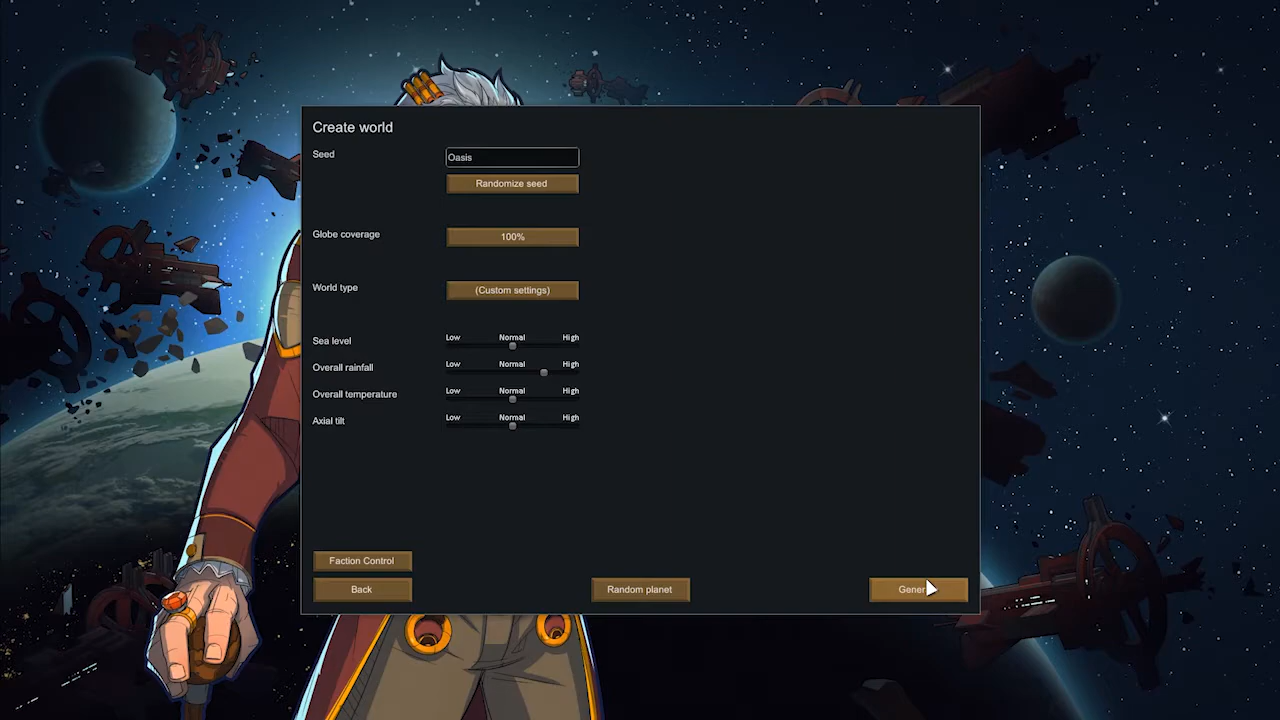 Create world
Seed
Oasis
Randomize seed
Globe coverage
100%
World type
(Custom settings)
Sea level
Low Normal High
Overall rainfall
Low Normal High
Overall temperature
Low Normal High
Axial tilt
Low Normal High
Faction Control
Back
Random planet